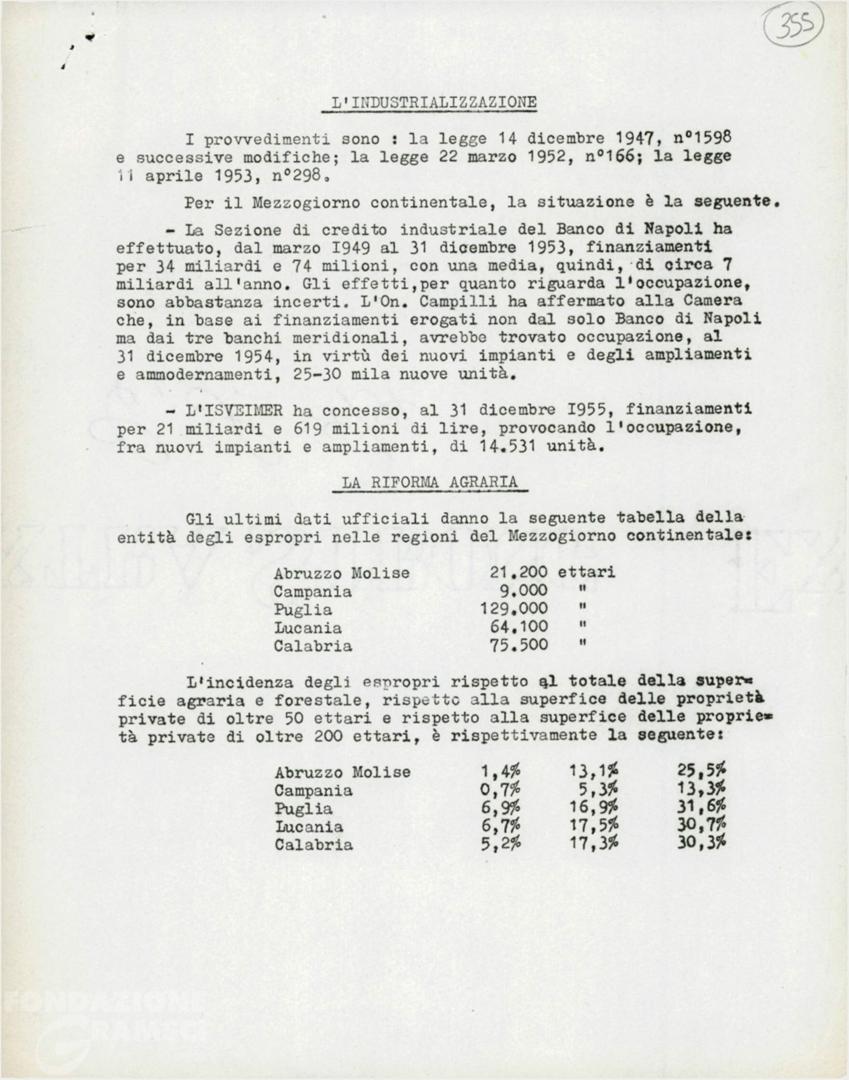 355
L'INDUSTRIALIZZAZIONE
I provvedimenti sono : la legge 14 dicembre 1947, n°1598
e successive modifiche; la legge 22 marzo 1952, n°166; la legge
11 aprile 1953, n°298.
Per il Mezzogiorno continentale, la situazione è la seguente.
- La Sezione di credito industriale del Banco di Napoli ha
effettuato, dal marzo I949 al 31 dicembre 1953, finanziamenti
per 34 miliardi e 74 milioni, con una media, quindi, di circa 7
miliardi all'anno. Gli effetti,per quanto riguarda l'occupazione,
sono abbastanza incerti. L'On. Campilli ha affermato alla Camera
che, in base ai finanziamenti erogati non dal solo Banco di Napoli
ma dai tre banchi meridionali, avrebbe trovato occupazione, al
31 dicembre 1954, in virtù dei nuovi impianti e degli ampliamenti
e ammodernamenti, 25-30 mila nuove unità.
- L'ISVEIMER ha concesso, al 31 dicembre I955, finanziamenti
per 21 miliardi e 619 milioni di lire, provocando l'occupazione,
fra nuovi impianti e ampliamenti, di 14.531 unità.
LA RIFORMA AGRARIA
Gli ultimi dati ufficiali danno la seguente tabella della
entità degli espropri nelle regioni del Mezzogiorno continentale:
Abruzzo Molise 21.200 ettari
Campania 9.000 "
Puglia 129.000 "
Lucania 64.100 "
Calabria 75.500 "
L'incidenza degli espropri rispetto al totale della super=
ficie agraria e forestale, rispetto alla superfice delle proprietà
private di oltre 50 ettari e rispetto alla superfice delle proprie=
tà private di oltre 200 ettari, è rispettivamente la seguente:
Abruzzo Molise 1,4% 13,1% 25,5%
Campania 0,7% 5,3% 13,3%
Puglia 6,9% 16,9% 31,6%
Lucania 6,7% 17,5% 30,7%
Calabria 5,2% 17,3% 30,3%
FONDAZIONE
GRAMSCI